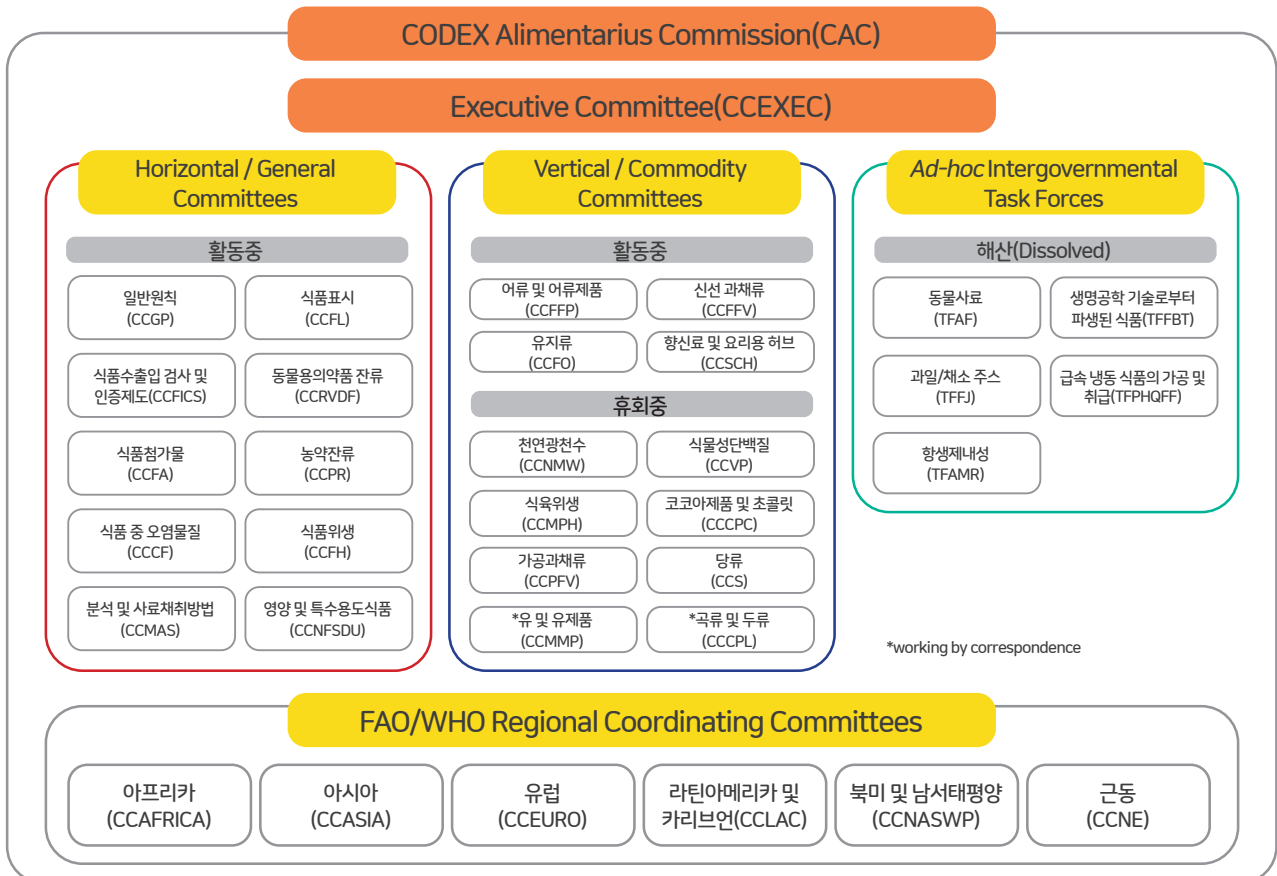 CODEX Alimentarius Commission(CAC)
Executive Committee(CCEXEC)
Horizontal / General
Committees
활동중
일반원칙
(CCGP)
식품표시
(CCFL)
식품수출입 검사 및
인증제도(CCFICS)
동물용의약품 잔류
(CCRVDF)
식품첨가물
(CCFA)
농약잔류
(CCPR)
식품 중 오염물질
(CCCF)
식품위생
(CCFH)
분석 및 사료채취방법
(CCMAS)
영양 및 특수용도식품
(CCNFSDU)
Vertical / Commodity
Committees
활동중
어류 및 어류제품
(CCFFP)
신선 과채류
(CCFFV)
유지류
(CCFO)
향신료 및 요리용 허브
(CCSCH)
휴회중
천연광천수
(CCNMW)
식물성단백질
(CCVP)
식육위생
(CCMPH)
코코아제품 및 초콜릿
(CCCPC)
가공과채류
(CCPFV)
당류
(CCS)
*유 및 유제품
(CCMMP)
*곡류 및 두류
(CCCPL)
Ad-hoc Intergovernmental
Task Forces
해산(Dissolved)
동물사료
(TFAF)
생명공학 기술로부터
파생된 식품(TFFBT)
과일/채소 주스
(TFFJ)
급속 냉동 식품의 가공 및
취급(TFPHQFF)
항생제내성
(TFAMR)
*working by correspondence
FAO/WHO Regional Coordinating Committees
아프리카
(CCAFRICA)
아시아
(CCASIA)
유럽
(CCEURO)
라틴아메리카 및
카리브언(CCLAC)
북미 및 남서태평양
(CCNASWP)
근동
(CCNE)